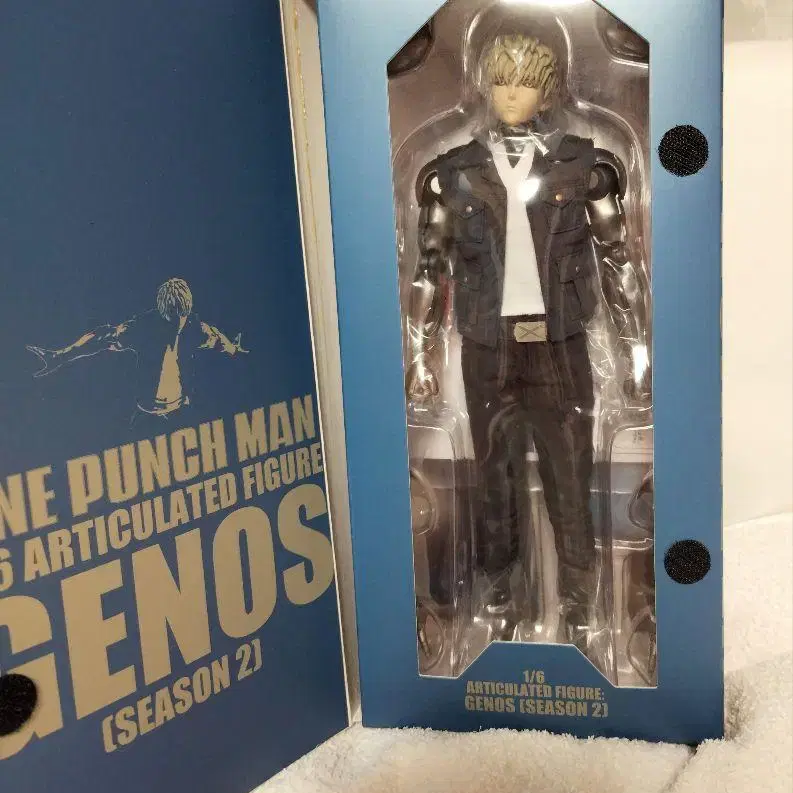 NE PUNCH MAN
6 ARTICULATED FIGURE
GENOS
(SEASON 2)
1/6
ARTICULATED FIGURE:
GENOS (SEASON 2)